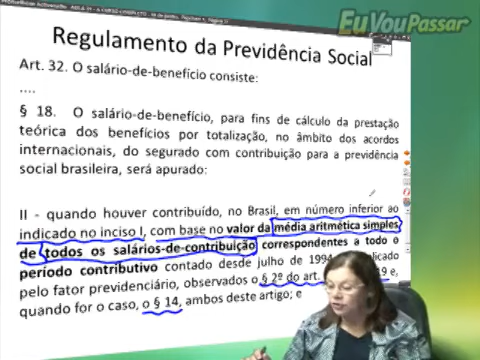 EuVouPassar
Regulamento da Previdência Social
Art. 32. O salário-de-benefício consiste:
....
§ 18. O salário-de-benefício, para fins de cálculo da prestação
teórica dos benefícios por totalização, no âmbito dos acordos
internacionais, do segurado com contribuição para a previdência
social brasileira, será apurado:
II - quando houver contribuído, no Brasil, em número inferior ao
indicado no inciso I, com base no valor da média aritmética simples
de todos os salários-de-contribuição correspondentes a todo o
período contributivo contado desde julho de 1994
pelo fator previdenciário, observados o § 2º do art. 19 e,
quando for o caso, o § 14, ambos deste artigo; e